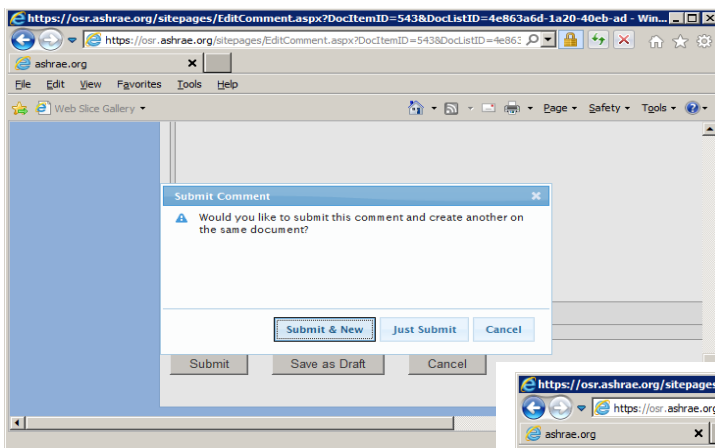 https://osr.ashrae.org/sitepages/EditComment.aspx?DocItemID=543&DocListID=4e863a6d-1a20-40eb-ad - Win...
https://osr.ashrae.org/sitepages/EditComment.aspx?DocItemID=543&DocListID=4e863
ashrae.org
File Edit View Favorites Tools Help
Web Slice Gallery
Page Safety Tools
Submit Comment
Would you like to submit this comment and create another on
the same document?
Submit & New Just Submit Cancel
Submit Save as Draft Cancel
https://osr.ashrae.org/sitepages
https://osr.ashrae.org
ashrae.org